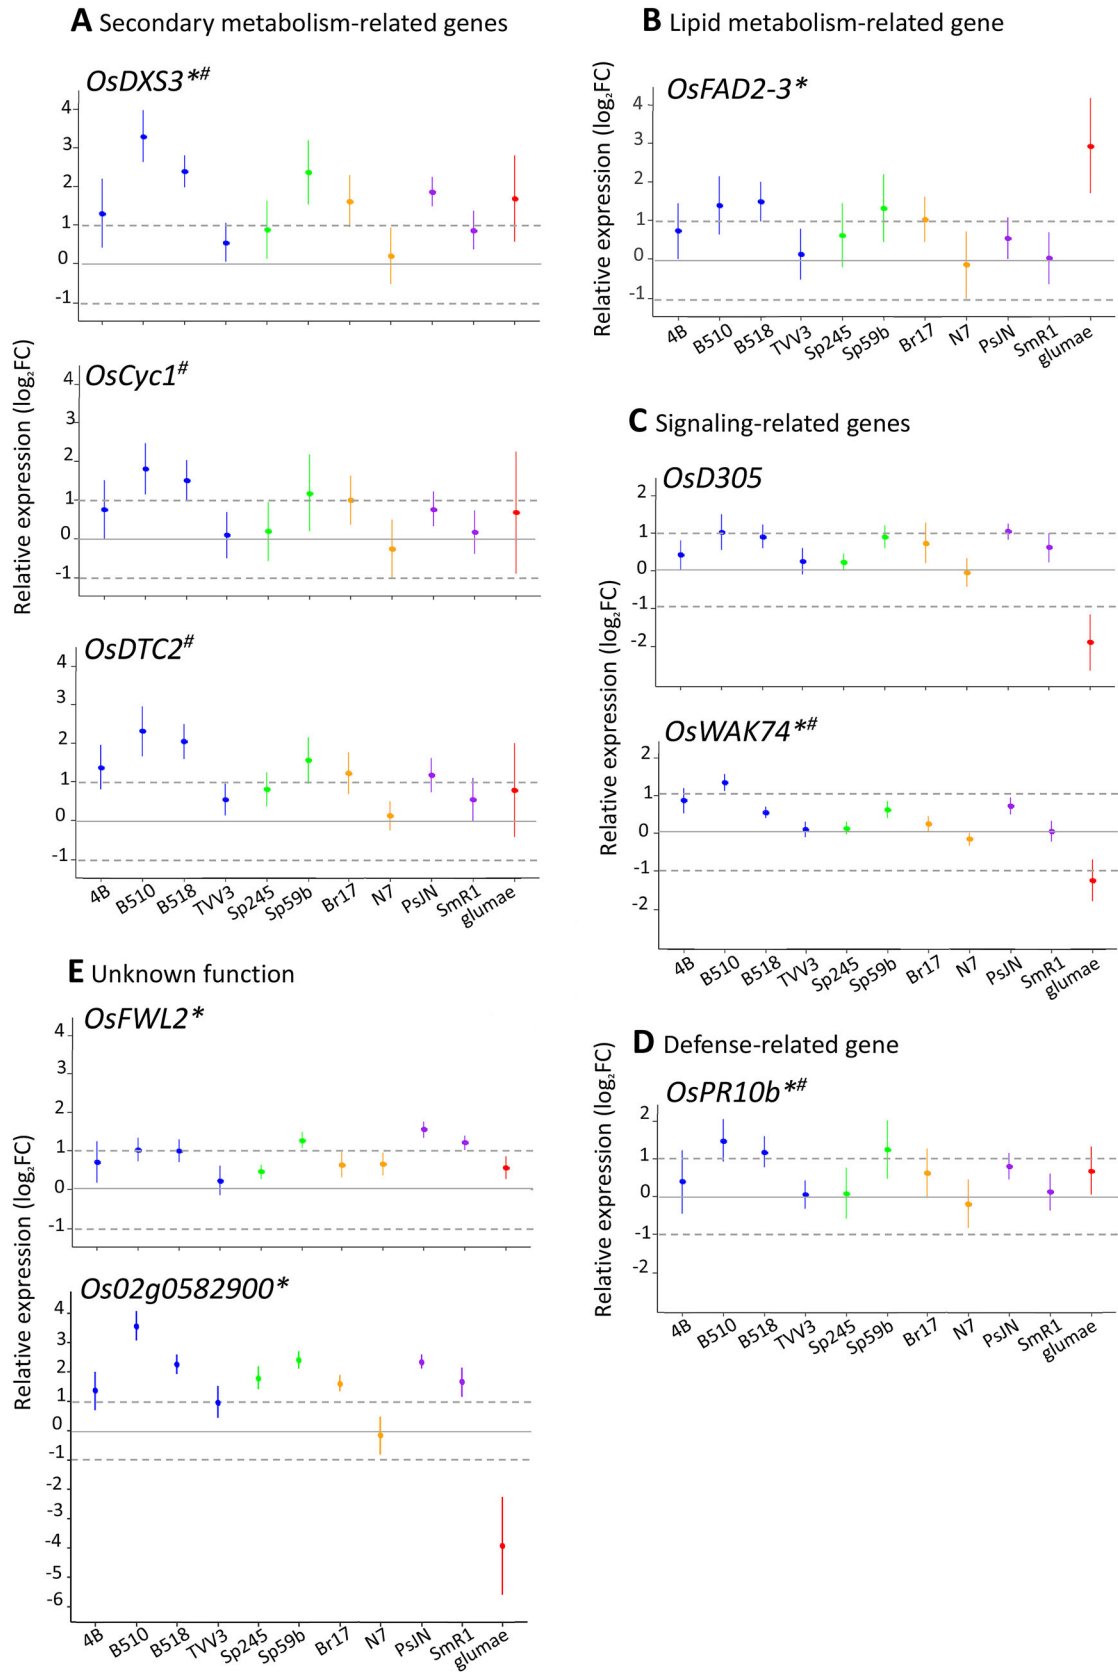 A Secondary metabolism-related genes
OsDXS3*#
4
3
2
1
0
-1
OsCyc1#
4
3
2
1
0
-1
OsDTC2#
4
3
2
1
0
-1
Relative expression (log2FC)
4B B510 B518 TVV3 Sp245 Sp59b Br17 N7 PsJN SmR1 glumae
B Lipid metabolism-related gene
OsFAD2-3*
Relative expression (log2FC)
4
3
2
1
0
-1
4B B510 B518 TVV3 Sp245 Sp59b Br17 N7 PsJN SmR1 glumae
C Signaling-related genes
OsD305
2
1
0
-1
-2
OsWAK74*#
2
1
0
-1
-2
Relative expression (log2FC)
4B B510 B518 TVV3 Sp245 Sp59b Br17 N7 PsJN SmR1 glumae
D Defense-related gene
OsPR10b*#
Relative expression (log2FC)
2
1
0
-1
-2
4B B510 B518 TVV3 Sp245 Sp59b Br17 N7 PsJN SmR1 glumae
E Unknown function
OsFWL2*
4
3
2
1
0
-1
Os02g0582900*
4
3
2
1
0
-1
-2
-3
-4
-5
-6
Relative expression (log2FC)
4B B510 B518 TVV3 Sp245 Sp59b Br17 N7 PsJN SmR1 glumae